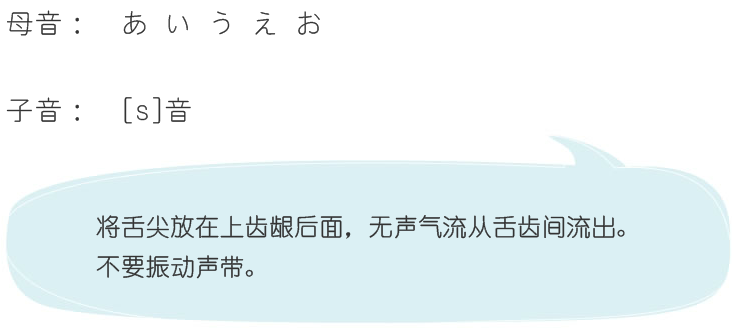 母音： あ い う え お
子音： [s]音
将舌尖放在上齿龈后面，无声气流从舌齿间流出。
不要振动声带。